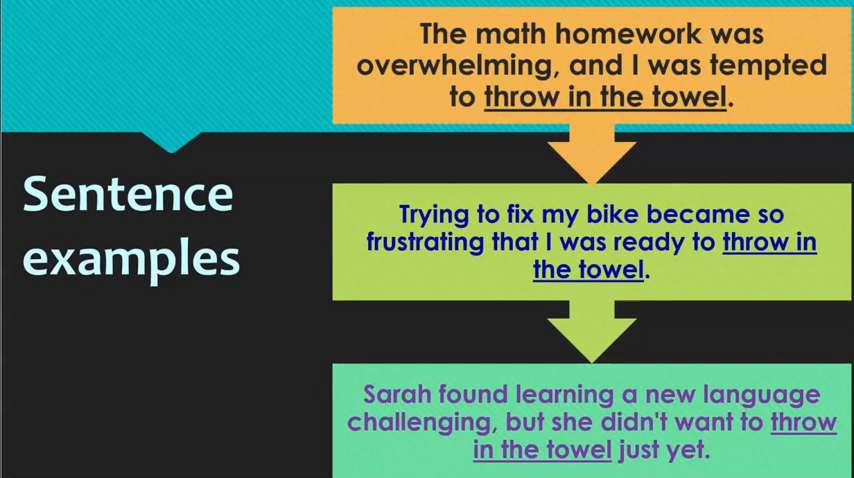 Sentence
examples
The math homework was
overwhelming, and I was tempted
to throw in the towel.
Trying to fix my bike became so
frustrating that I was ready to throw in
the towel.
Sarah found learning a new language
challenging, but she didn't want to throw
in the towel just yet.